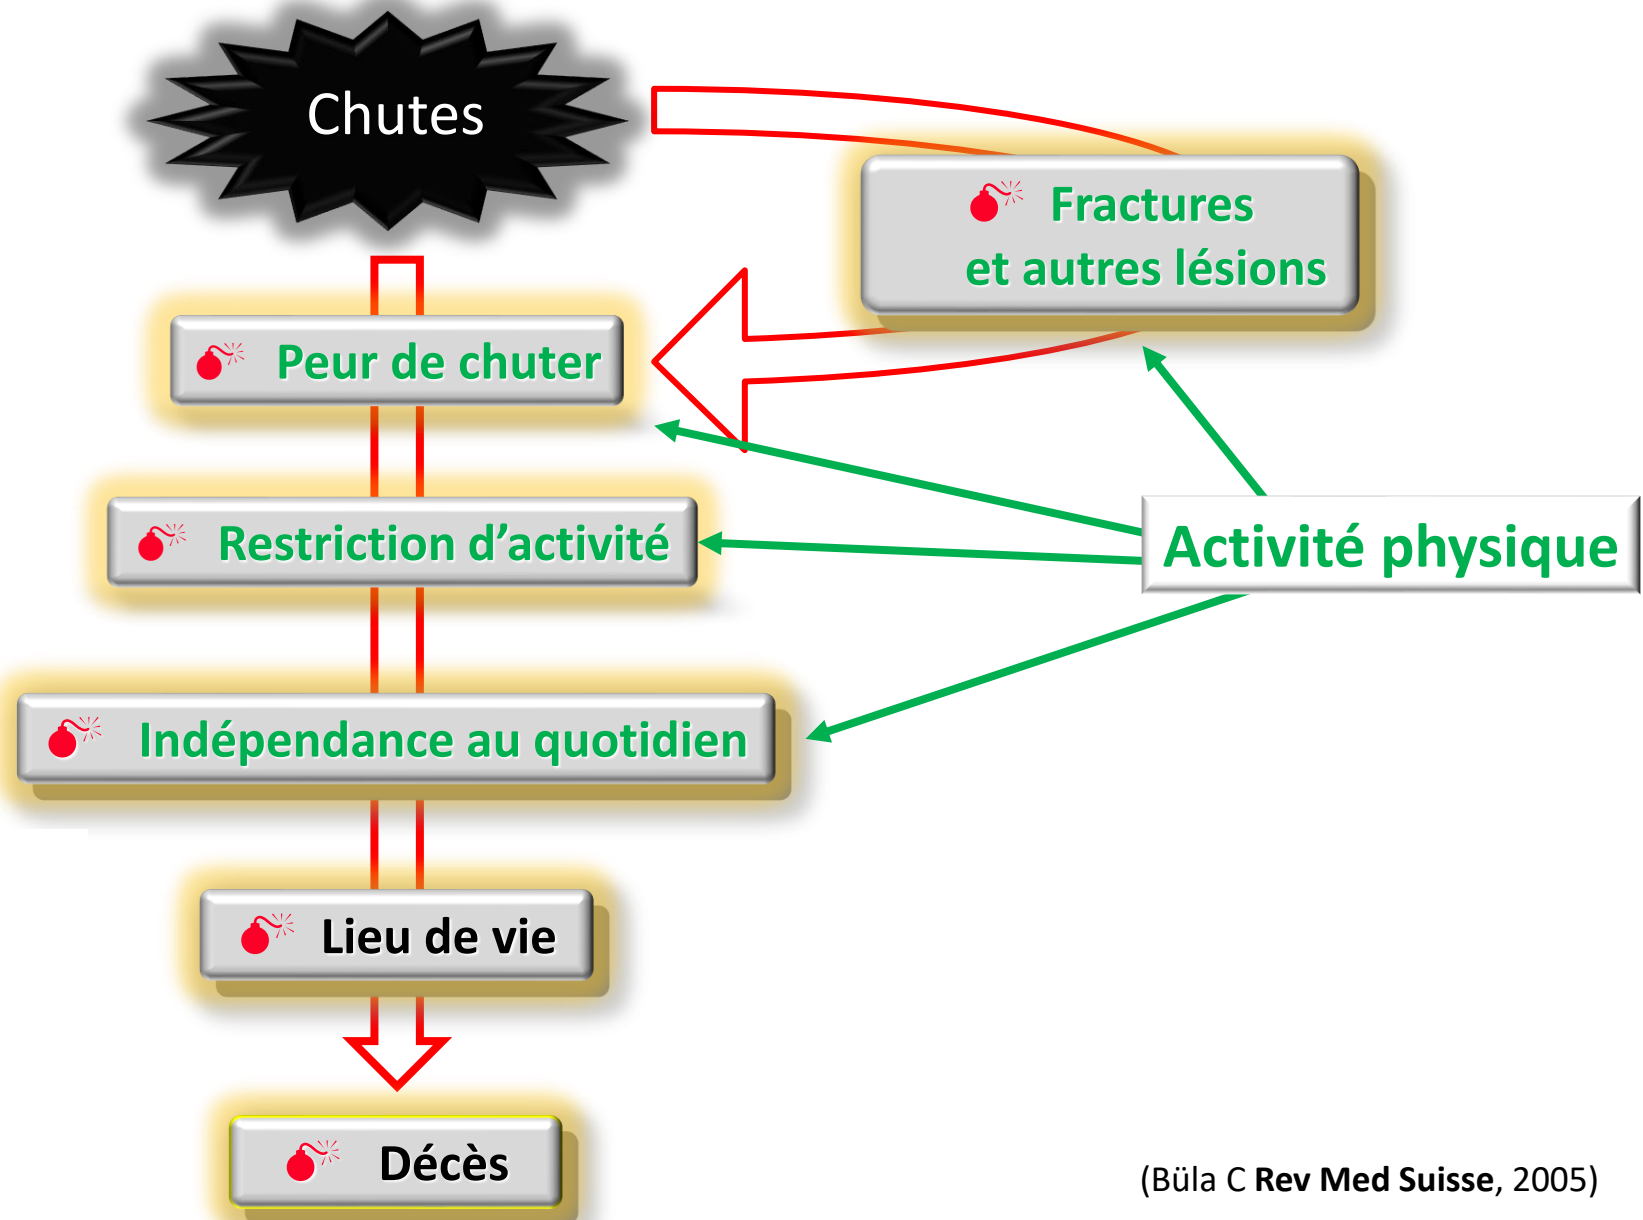 Chutes
Fractures
et autres lésions
Peur de chuter
Restriction d’activité
Activité physique
Indépendance au quotidien
Lieu de vie
Décès
(Büla C Rev Med Suisse, 2005)